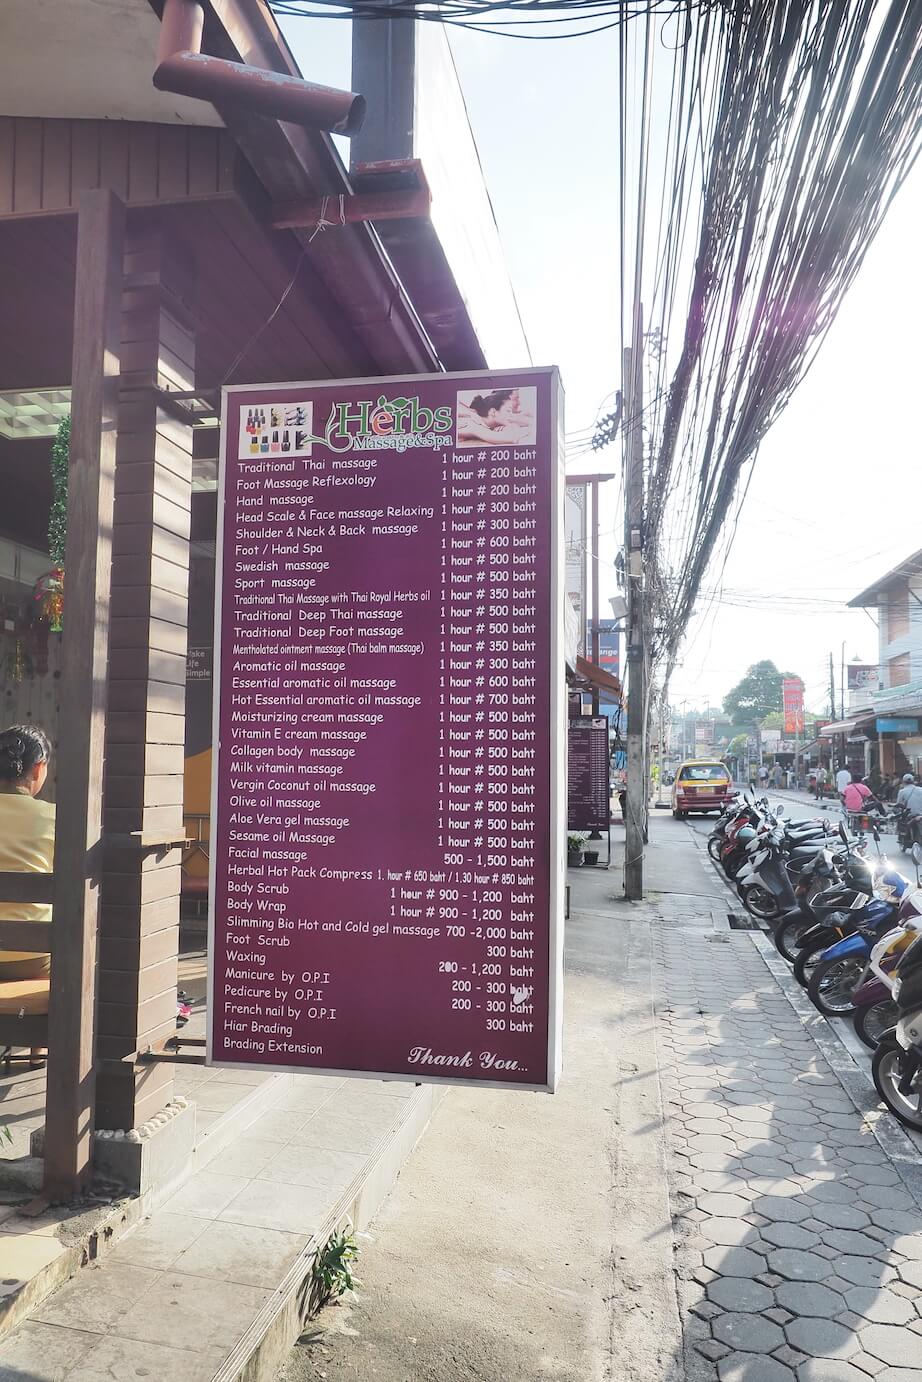 Herbs
Massage&Spa
Traditional Thai massage 1 hour # 200 baht
Foot Massage Reflexology 1 hour # 200 baht
Hand massage 1 hour # 200 baht
Head Scale & Face massage Relaxing 1 hour # 300 baht
Shoulder & Neck & Back massage 1 hour # 300 baht
Foot / Hand Spa 1 hour # 600 baht
Swedish massage 1 hour # 500 baht
Sport massage 1 hour # 500 baht
Traditional Thai Massage with Thai Royal Herbs oil 1 hour # 350 baht
Traditional Deep Thai massage 1 hour # 500 baht
Traditional Deep Foot massage 1 hour # 500 baht
Mentholated ointment massage (Thai balm massage) 1 hour # 350 baht
Aromatic oil massage 1 hour # 300 baht
Essential aromatic oil massage 1 hour # 600 baht
Hot Essential aromatic oil massage 1 hour # 700 baht
Moisturizing cream massage 1 hour # 500 baht
Vitamin E cream massage 1 hour # 500 baht
Collagen body massage 1 hour # 500 baht
Milk vitamin massage 1 hour # 500 baht
Vergin Coconut oil massage 1 hour # 500 baht
Olive oil massage 1 hour # 500 baht
Aloe Vera gel massage 1 hour # 500 baht
Sesame oil Massage 1 hour # 500 baht
Facial massage 500 - 1,500 baht
Herbal Hot Pack Compress 1. hour # 650 baht / 1.30 hour # 850 baht
Body Scrub 1 hour # 900 - 1,200 baht
Body Wrap 1 hour # 900 - 1,200 baht
Slimming Bio Hot and Cold gel massage 700 -2,000 baht
Foot Scrub 300 baht
Waxing 200 - 1,200 baht
Manicure by O.P.I 200 - 300 baht
Pedicure by O.P.I 200 - 300 baht
French nail by O.P.I 300 baht
Hiar Brading
Brading Extension
Thank You...
Life
Simple